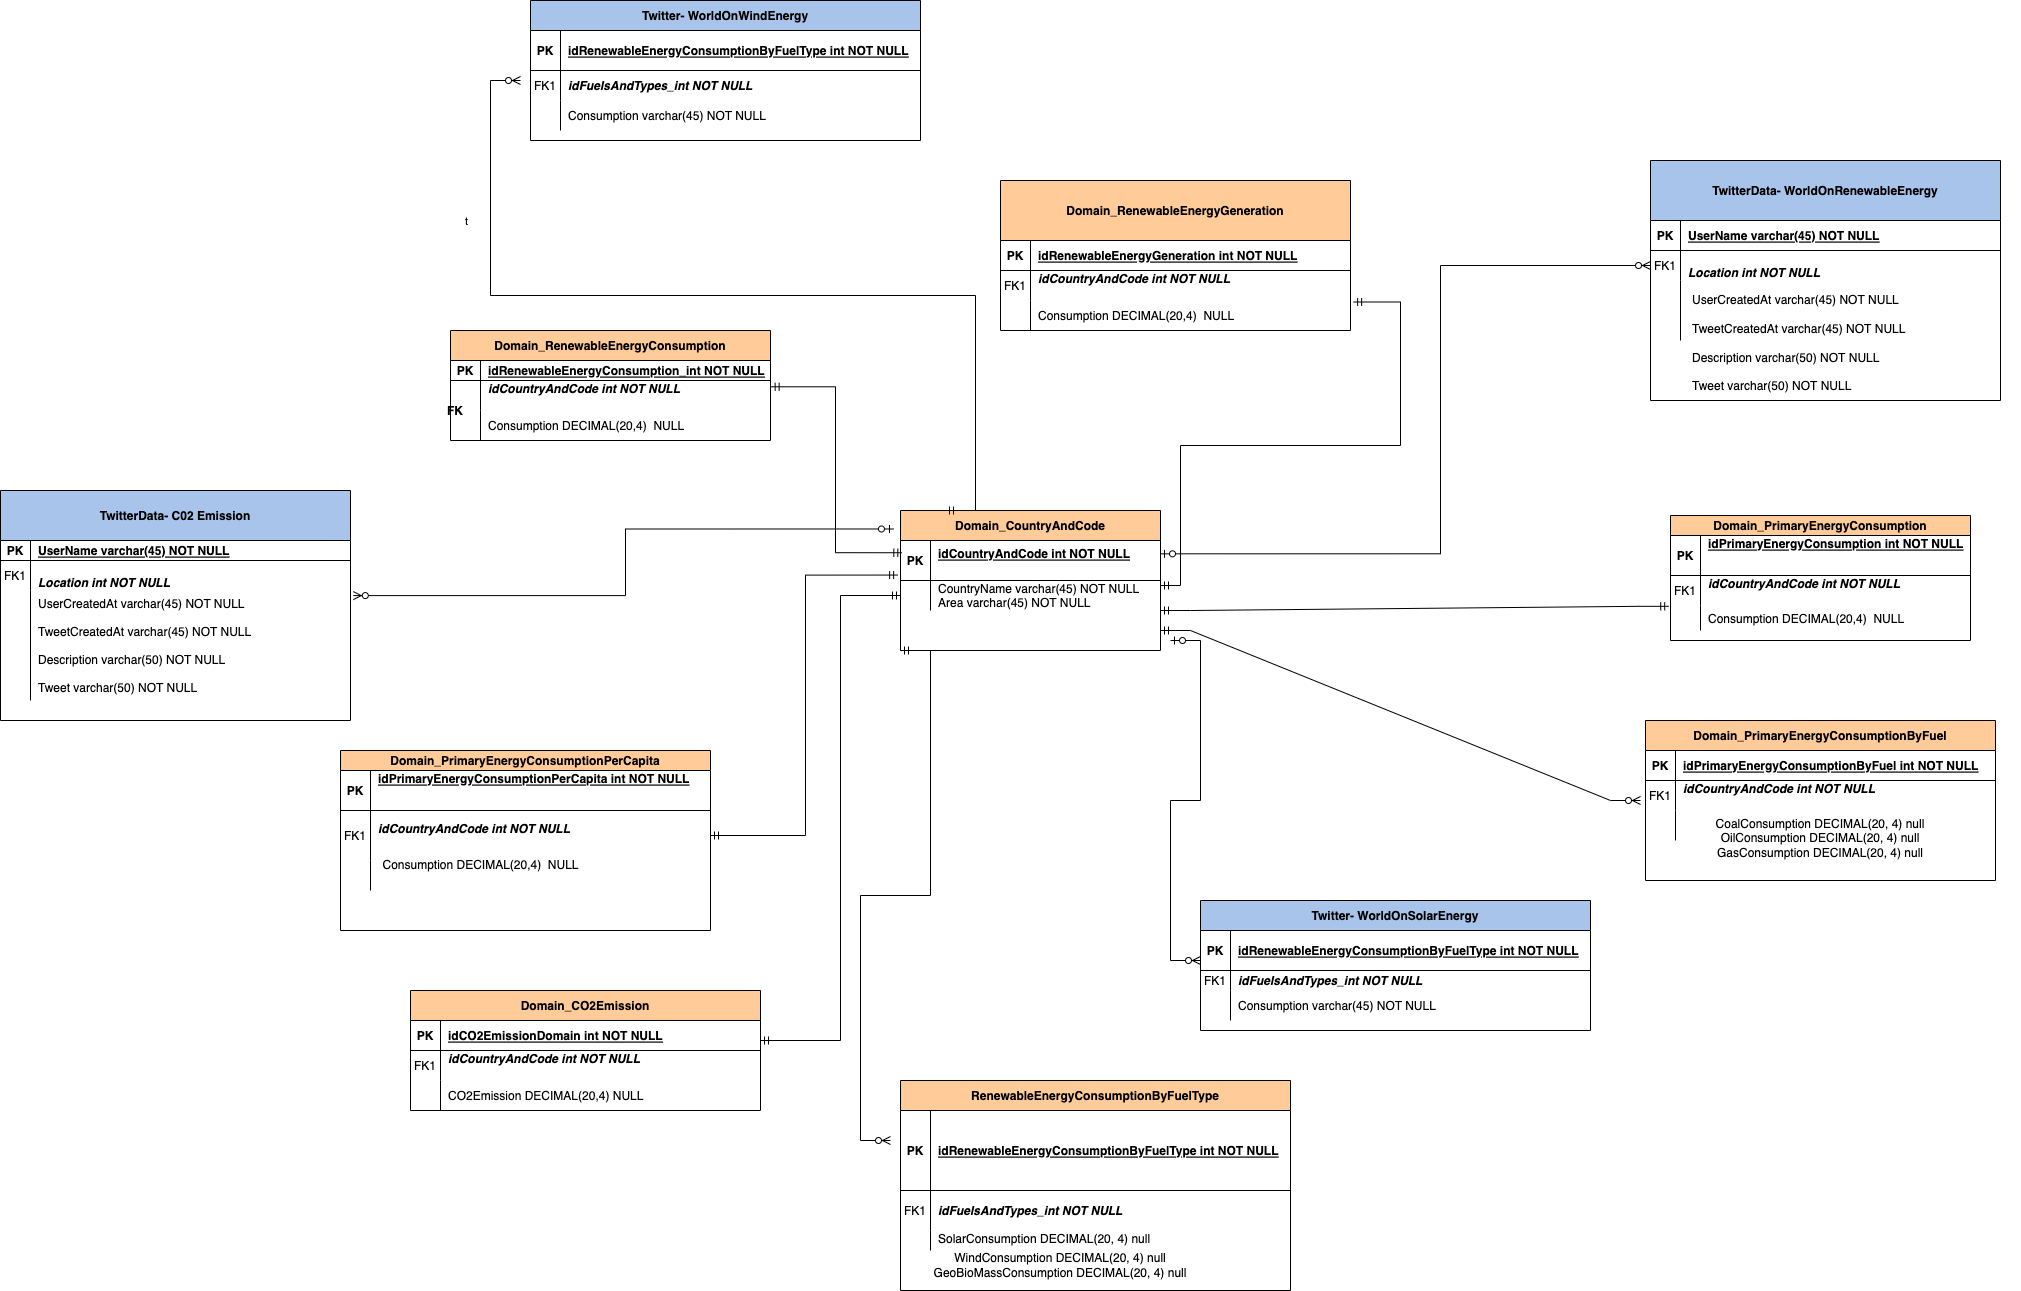 Twitter- WorldOnWindEnergy
PK idRenewableEnergyConsumptionByFuelType int NOT NULL
FK1 idFuelsAndTypes_int NOT NULL
Consumption varchar(45) NOT NULL
t
Domain_RenewableEnergyGeneration
PK idRenewableEnergyGeneration int NOT NULL
idCountryAndCode int NOT NULL
FK1
Consumption DECIMAL(20,4) NULL
TwitterData- WorldOnRenewableEnergy
PK UserName varchar(45) NOT NULL
FK1
Location int NOT NULL
UserCreatedAt varchar(45) NOT NULL
TweetCreatedAt varchar(45) NOT NULL
Description varchar(50) NOT NULL
Tweet varchar(50) NOT NULL
Domain_RenewableEnergyConsumption
PK idRenewableEnergyConsumption_int NOT NULL
idCountryAndCode int NOT NULL
FK
Consumption DECIMAL(20,4) NULL
TwitterData- C02 Emission
PK UserName varchar(45) NOT NULL
FK1
Location int NOT NULL
UserCreatedAt varchar(45) NOT NULL
TweetCreatedAt varchar(45) NOT NULL
Description varchar(50) NOT NULL
Tweet varchar(50) NOT NULL
Domain_CountryAndCode
idCountryAndCode int NOT NULL
PK
CountryName varchar(45) NOT NULL
Area varchar(45) NOT NULL
Domain_PrimaryEnergyConsumption
idPrimaryEnergyConsumption int NOT NULL
PK
idCountryAndCode int NOT NULL
FK1
Consumption DECIMAL(20,4) NULL
Domain_PrimaryEnergyConsumptionByFuel
PK idPrimaryEnergyConsumptionByFuel int NOT NULL
idCountryAndCode int NOT NULL
FK1
CoalConsumption DECIMAL(20, 4) null
OilConsumption DECIMAL(20, 4) null
GasConsumption DECIMAL(20, 4) null
Domain_PrimaryEnergyConsumptionPerCapita
idPrimaryEnergyConsumptionPerCapita int NOT NULL
PK
idCountryAndCode int NOT NULL
FK1
Consumption DECIMAL(20,4) NULL
Twitter- WorldOnSolarEnergy
PK idRenewableEnergyConsumptionByFuelType int NOT NULL
FK1 idFuelsAndTypes_int NOT NULL
Consumption varchar(45) NOT NULL
Domain_CO2Emission
PK idCO2EmissionDomain int NOT NULL
idCountryAndCode int NOT NULL
FK1
CO2Emission DECIMAL(20,4) NULL
RenewableEnergyConsumptionByFuelType
PK idRenewableEnergyConsumptionByFuelType int NOT NULL
FK1 idFuelsAndTypes_int NOT NULL
SolarConsumption DECIMAL(20, 4) null
WindConsumption DECIMAL(20, 4) null
GeoBioMassConsumption DECIMAL(20, 4) null